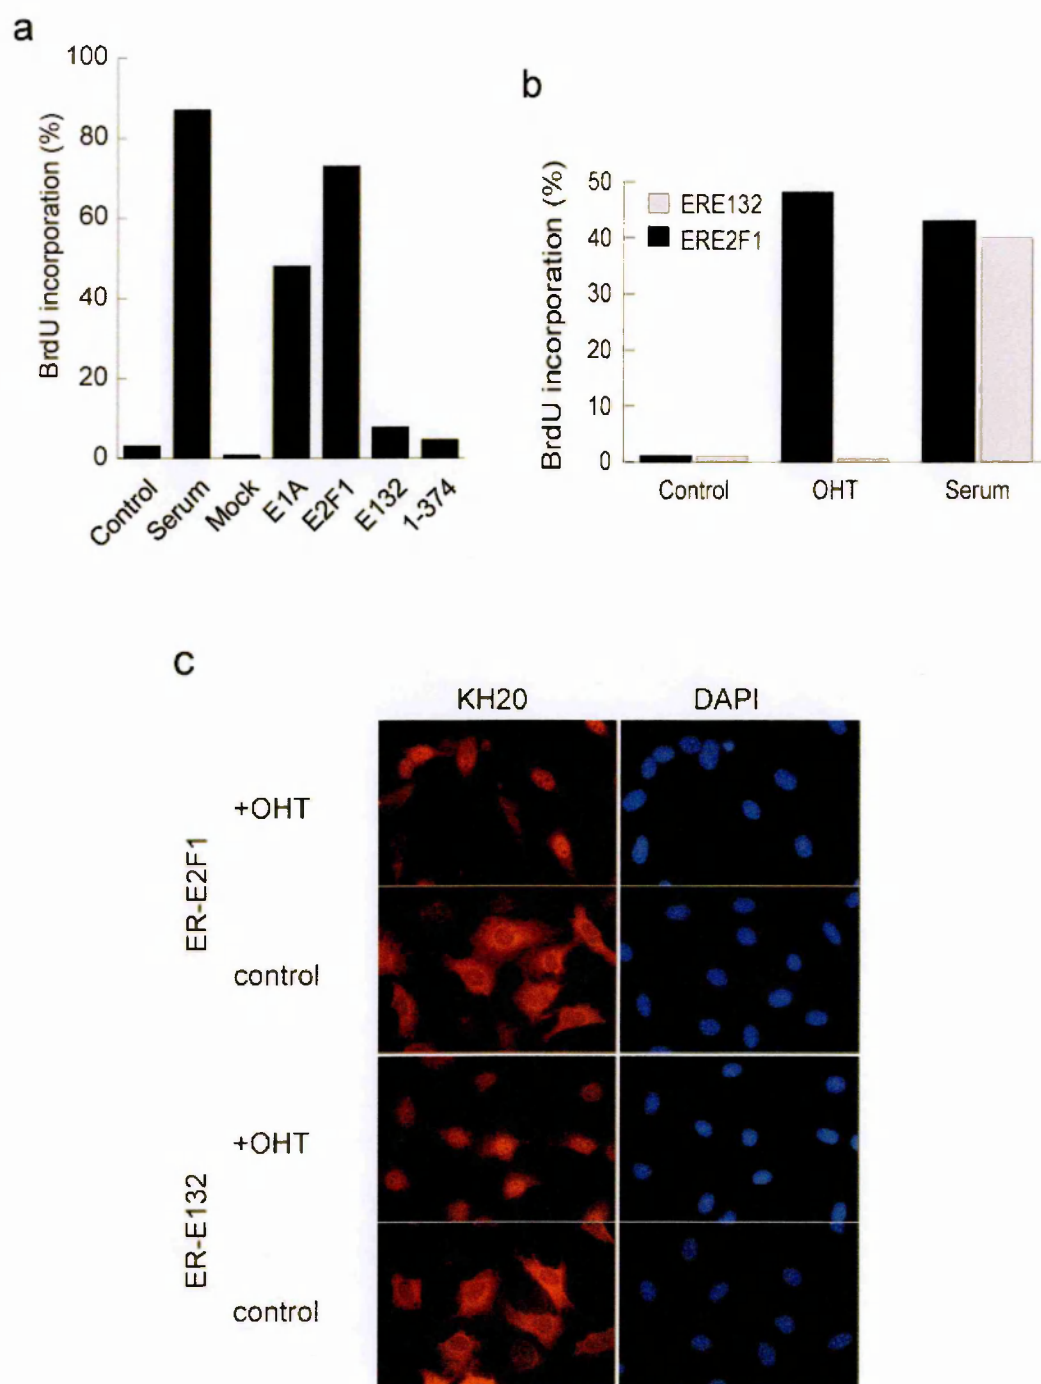 a
BrdU incorporation (%)
100
80
60
40
20
0
Control
Serum
Mock
E1A
E2F1
E132
1-374
b
BrdU incorporation (%)
50
40
30
20
10
0
ERE132
ERE2F1
Control
OHT
Serum
c
KH20
DAPI
ER-E2F1
+OHT
control
ER-E132
+OHT
control